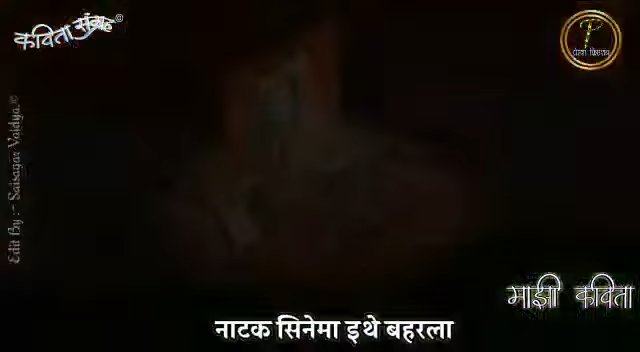 कविता संग्रह©
Edit By :- Saisagar Vaidya.©
माझी कविता
नाटक सिनेमा इथे बहरला